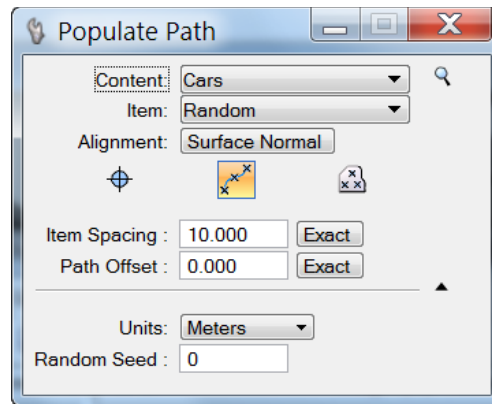 Populate Path
Content: Cars
Item: Random
Alignment: Surface Normal
Item Spacing : 10.000 Exact
Path Offset : 0.000 Exact
Units: Meters
Random Seed : 0